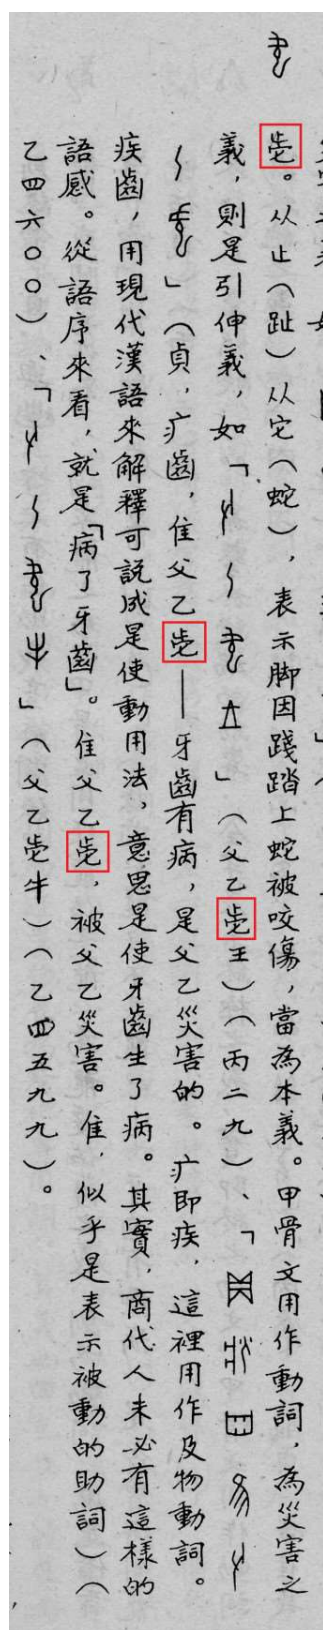 𧉘。从止（趾）从它（蛇），表示脚因踐踏上蛇被咬傷，當為本義。甲骨文用作動詞，為災害之
義，則是引伸義，如「」（父乙𧉘王）（丙二九）、「
」（貞，疒齒，隹父乙𧉘——牙齒有病，是父乙災害的。疒即疾，這裡用作及物動詞。
疾齒，用現代漢語來解釋可説成是使動用法，意思是使牙齒生了病。其實，商代人未必有這樣的
語感。從語序來看，就是「病了牙齒」。隹父乙𧉘，被父乙災害。隹，似乎是表示被動的助詞）（
乙四六〇〇）、「」（父乙𧉘牛）（乙四五九九）。